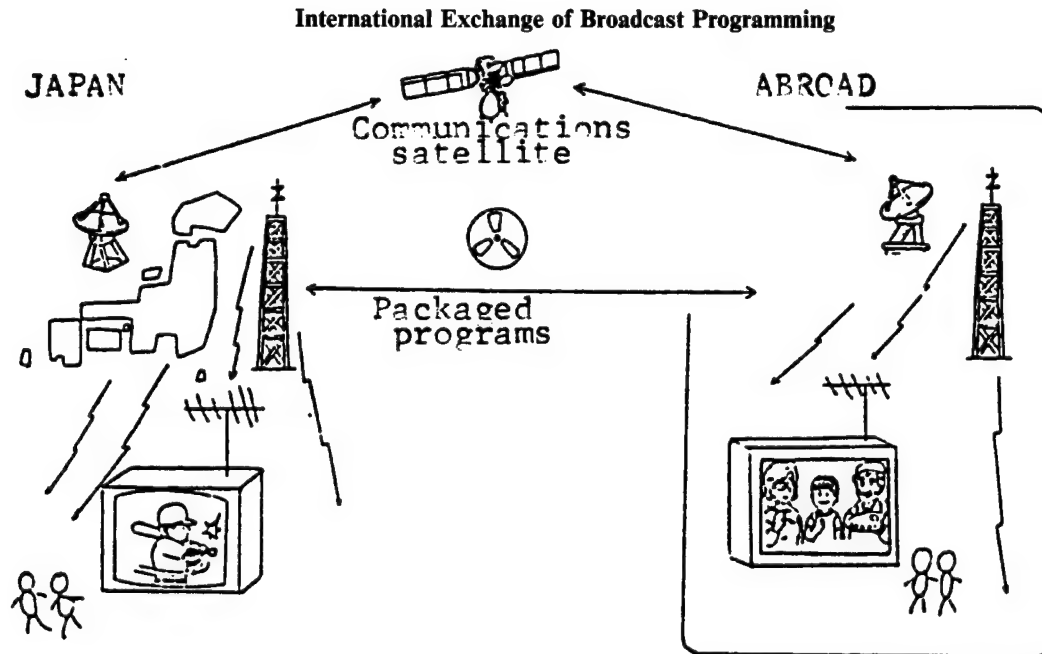 International Exchange of Broadcast Programming
JAPAN
ABROAD
Communications
satellite
Packaged
programs